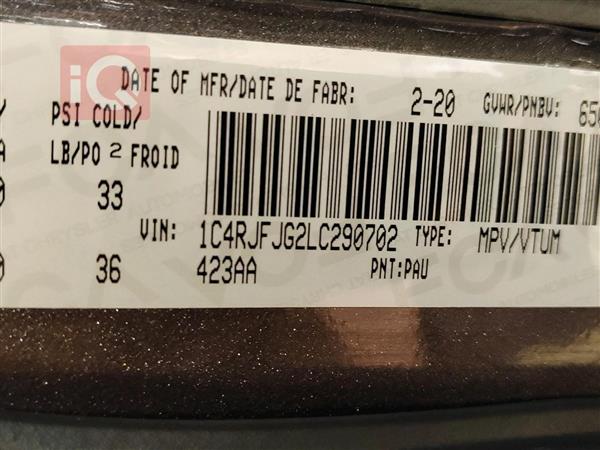 iQ
DATE OF MFR/DATE DE FABR: 2-20 GVWR/PNBV:
PSI COLD/
LB/PO 2 FROID
33
VIN: 1C4RJFJG2LC290702 TYPE: MPV/VTUM
36 423AA PNT:PAU